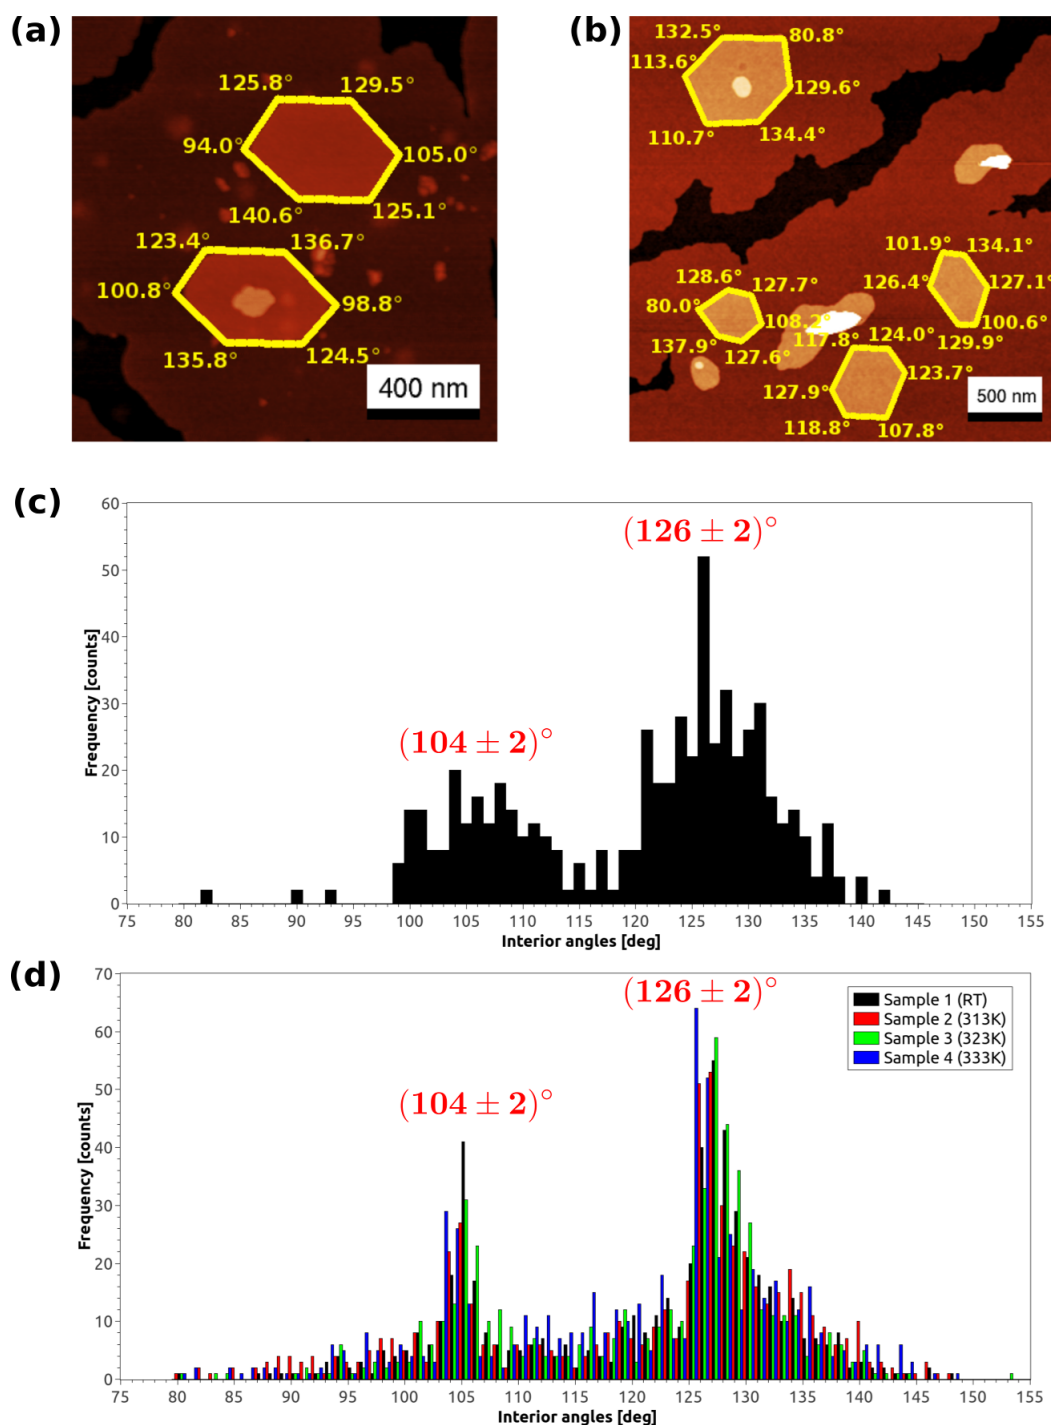 (a)
125.8°
129.5°
94.0°
105.0°
140.6°
125.1°
123.4°
136.7°
100.8°
98.8°
135.8°
124.5°
400 nm
(b)
132.5°
80.8°
113.6°
129.6°
110.7°
134.4°
101.9°
134.1°
128.6°
127.7°
126.4°
127.1°
80.0°
108.2°
100.6°
137.9°
127.6°
117.8°
124.0°
129.9°
123.7°
127.9°
118.8°
107.8°
500 nm
(c)
Frequency [counts]
60
50
40
30
20
10
0
(104 ± 2)°
(126 ± 2)°
75 80 85 90 95 100 105 110 115 120 125 130 135 140 145 150 155
Interior angles [deg]
(d)
Frequency [counts]
70
60
50
40
30
20
10
0
(104 ± 2)°
(126 ± 2)°
Sample 1 (RT)
Sample 2 (313K)
Sample 3 (323K)
Sample 4 (333K)
75 80 85 90 95 100 105 110 115 120 125 130 135 140 145 150 155
Interior angles [deg]